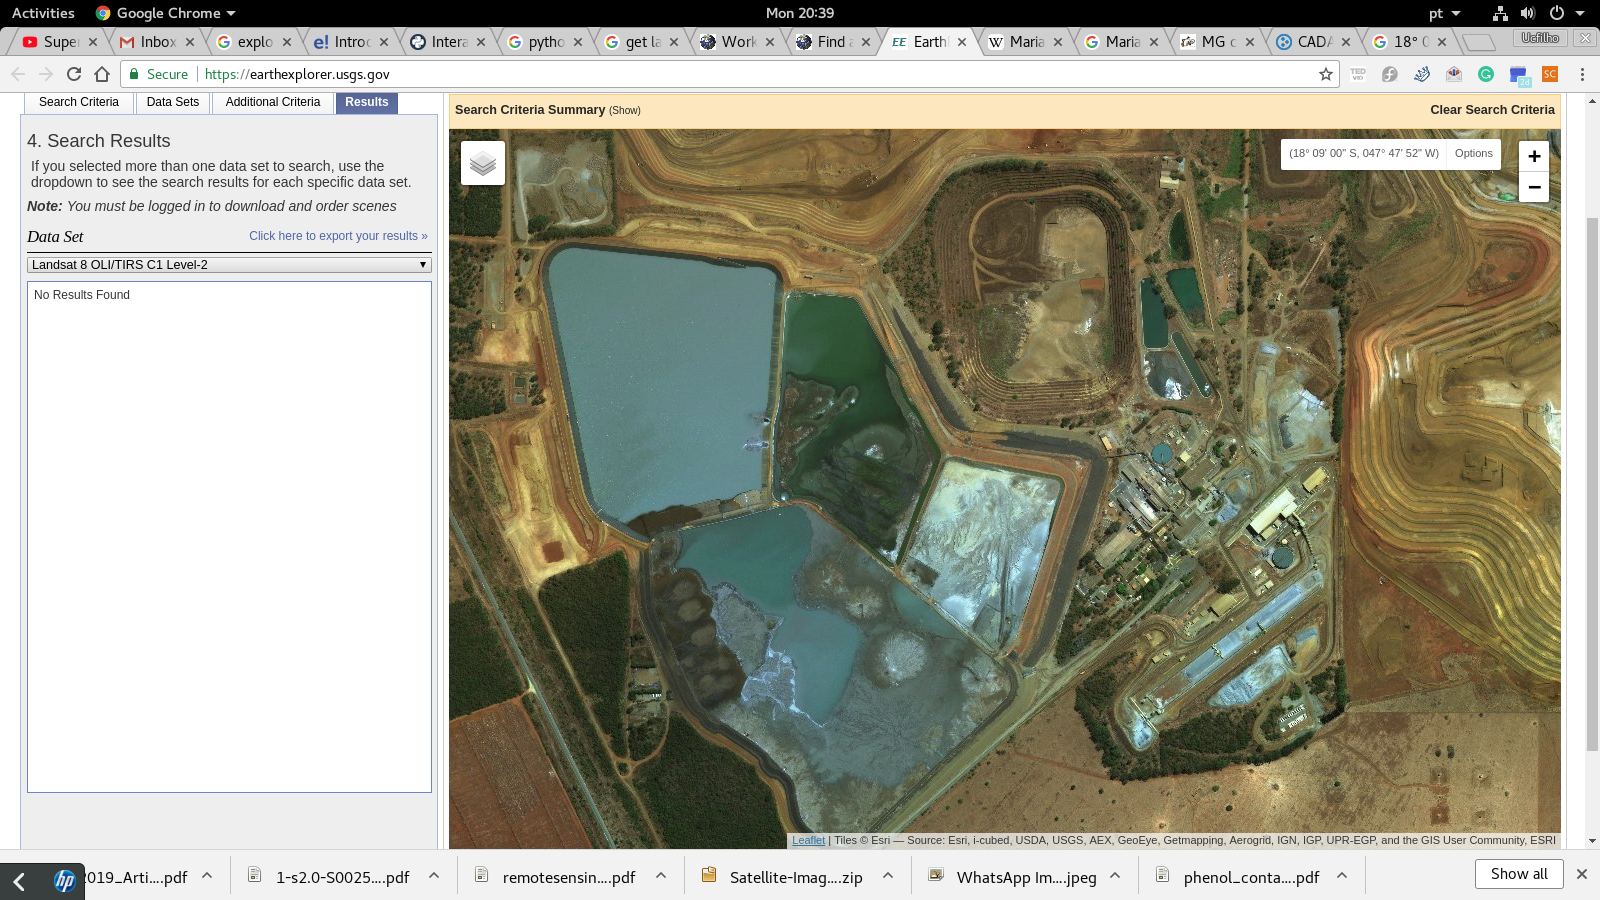 Activities
Google Chrome
Mon 20:39
pt
Supe
Inbox
explo
e! Introc
Intera
pytho
get la
Work
Find a
EE Earth
W Maria
Maria
MG c
CADA
18° 0
Ucfilho
Secure
https://earthexplorer.usgs.gov
Search Criteria
Data Sets
Additional Criteria
Results
4. Search Results
If you selected more than one data set to search, use the
dropdown to see the search results for each specific data set.
Note: You must be logged in to download and order scenes
Data Set
Click here to export your results »
Landsat 8 OLI/TIRS C1 Level-2
No Results Found
Search Criteria Summary (Show)
Clear Search Criteria
(18° 09' 00" S, 047° 47' 52" W)
Options
+
−
Leaflet | Tiles © Esri — Source: Esri, i-cubed, USDA, USGS, AEX, GeoEye, Getmapping, Aerogrid, IGN, IGP, UPR-EGP, and the GIS User Community, ESRI
hp
2019_Arti....pdf
1-s2.0-S0025....pdf
remotesensin....pdf
Satellite-Imag....zip
WhatsApp Im....jpeg
phenol_conta....pdf
Show all